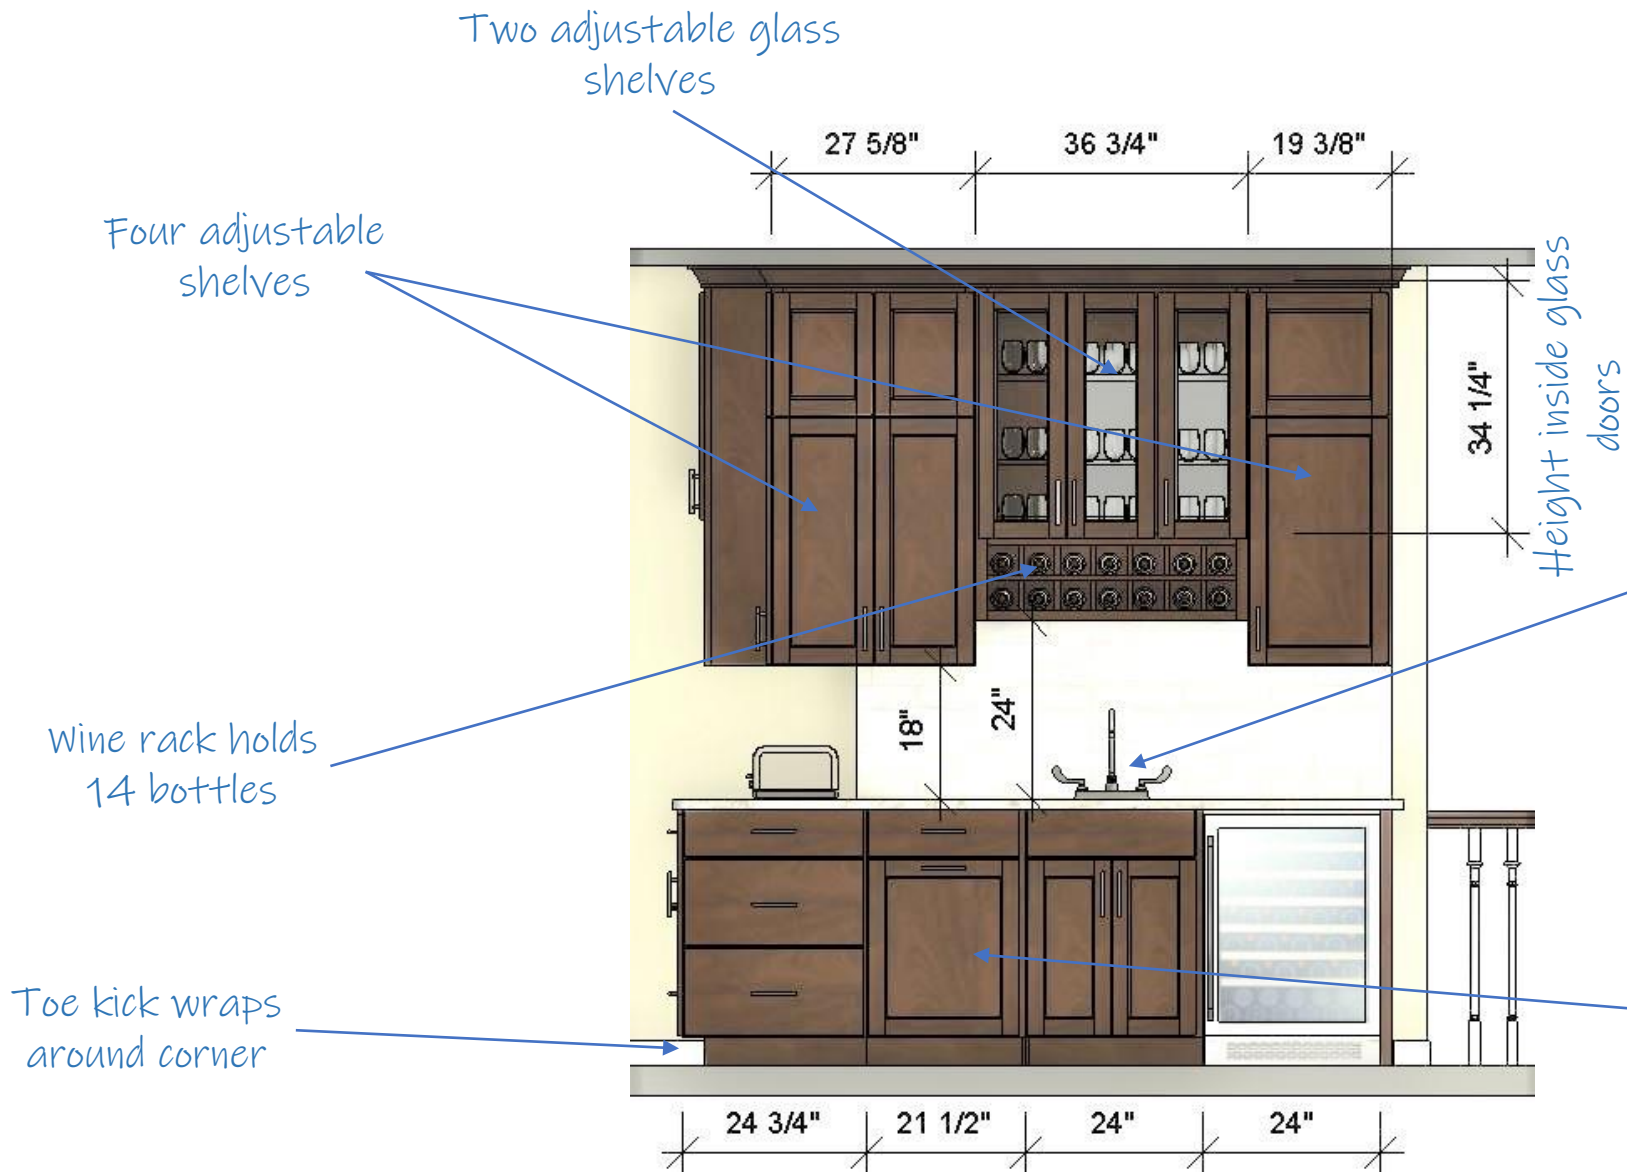 Two adjustable glass
shelves
27 5/8"
36 3/4"
19 3/8"
Four adjustable
shelves
Height inside glass
doors
34 1/4"
Wine rack holds
14 bottles
18"
24"
Toe kick wraps
around corner
24 3/4"
21 1/2"
24"
24"